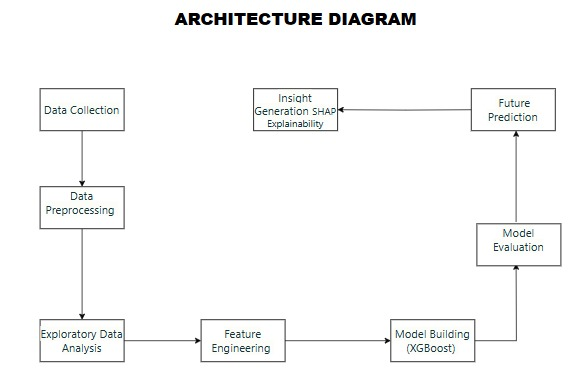 ARCHITECTURE DIAGRAM
Data Collection
Data
Preprocessing
Exploratory Data
Analysis
Feature
Engineering
Model Building
(XGBoost)
Model
Evaluation
Future
Prediction
Insight
Generation SHAP
Explainability